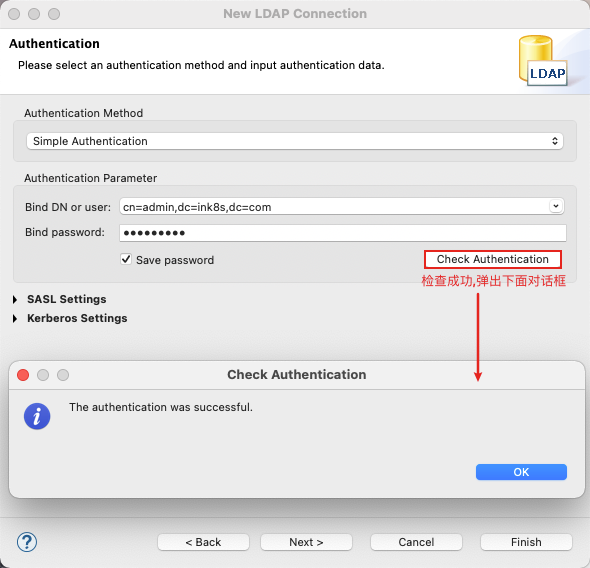 New LDAP Connection
Authentication
Please select an authentication method and input authentication data.
LDAP
Authentication Method
Simple Authentication
Authentication Parameter
Bind DN or user: cn=admin,dc=ink8s,dc=com
Bind password: ●●●●●●●●●
Save password
Check Authentication
检查成功,弹出下面对话框
SASL Settings
Kerberos Settings
Check Authentication
The authentication was successful.
OK
? < Back Next > Cancel Finish